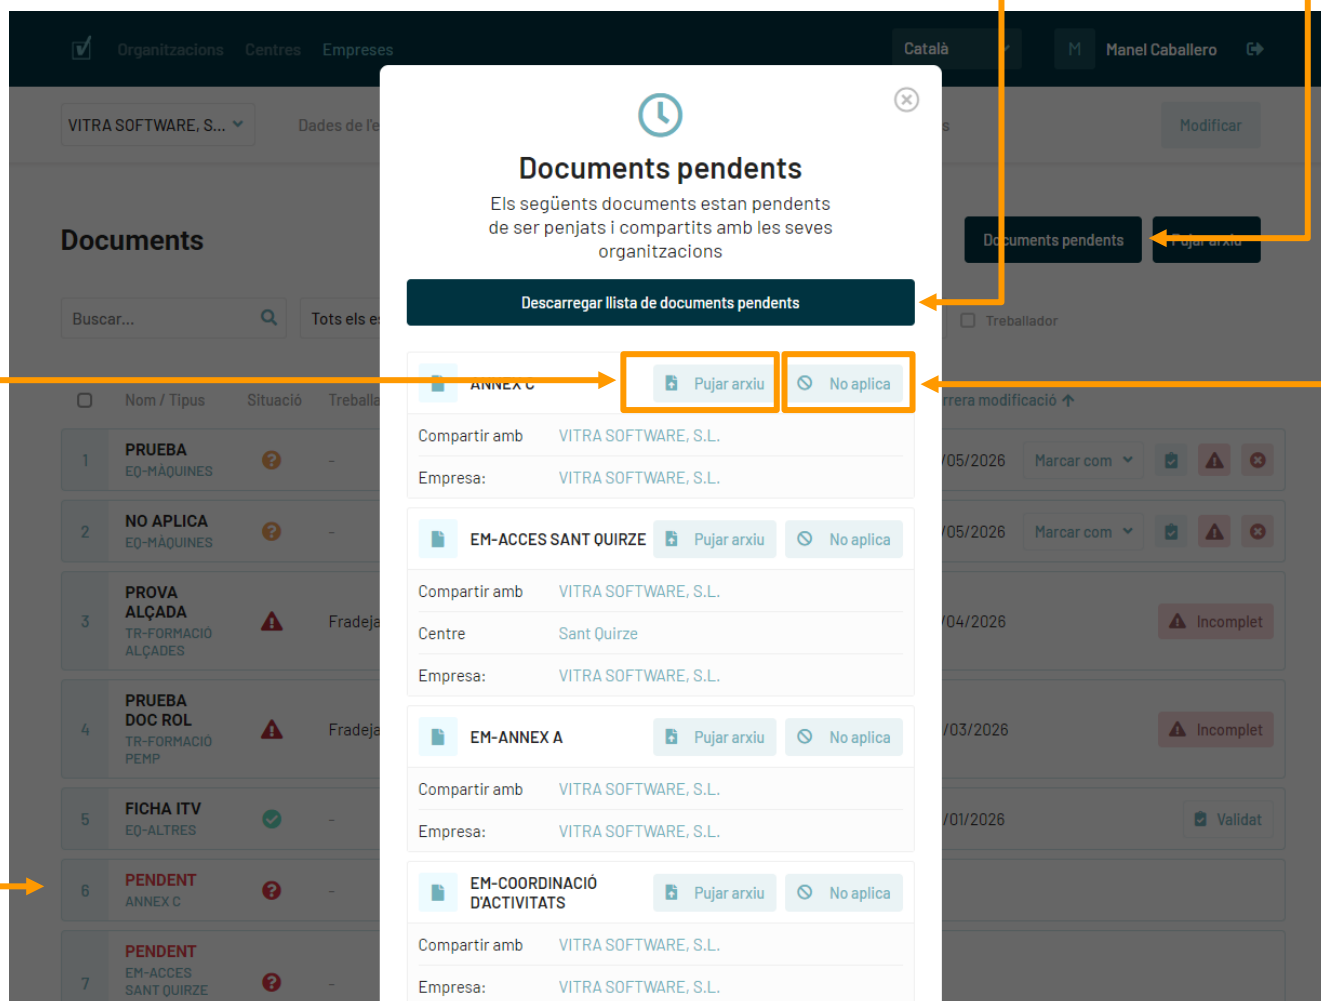 Organitzacions Centres Empreses Català M Manel Caballero
VITRA SOFTWARE, S... Dades de l'e s Modificar
Documents pendents
Els següents documents estan pendents
de ser penjats i compartits amb les seves
organitzacions
Documents Documents pendents Pujar arxiu
Descarregar llista de documents pendents
Buscar... Tots els es Treballador
ANNEX C Pujar arxiu No aplica
Nom / Tipus Situació Treballa rrera modificació
Compartir amb VITRA SOFTWARE, S.L.
Empresa: VITRA SOFTWARE, S.L.
1 PRUEBA - /05/2026 Marcar com
EQ-MÀQUINES
EM-ACCES SANT QUIRZE Pujar arxiu No aplica
2 NO APLICA - /05/2026 Marcar com
EQ-MÀQUINES
Compartir amb VITRA SOFTWARE, S.L.
Centre Sant Quirze
Empresa: VITRA SOFTWARE, S.L.
3 PROVA
ALÇADA Fradeja /04/2026 Incomplet
TR-FORMACIÓ
ALÇADES
EM-ANNEX A Pujar arxiu No aplica
Compartir amb VITRA SOFTWARE, S.L.
Empresa: VITRA SOFTWARE, S.L.
4 PRUEBA
DOC ROL Fradeja /03/2026 Incomplet
TR-FORMACIÓ
PEMP
5 FICHA ITV - /01/2026 Validat
EQ-ALTRES
EM-COORDINACIÓ
D'ACTIVITATS Pujar arxiu No aplica
Compartir amb VITRA SOFTWARE, S.L.
Empresa: VITRA SOFTWARE, S.L.
6 PENDENT -
ANNEX C
7 PENDENT -
EM-ACCES
SANT QUIRZE